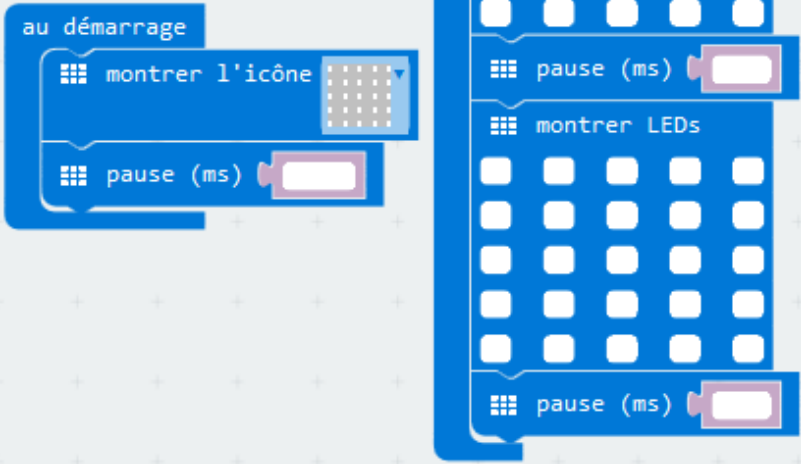 au démarrage
montrer l'icône
pause (ms)
pause (ms)
montrer LEDs
pause (ms)